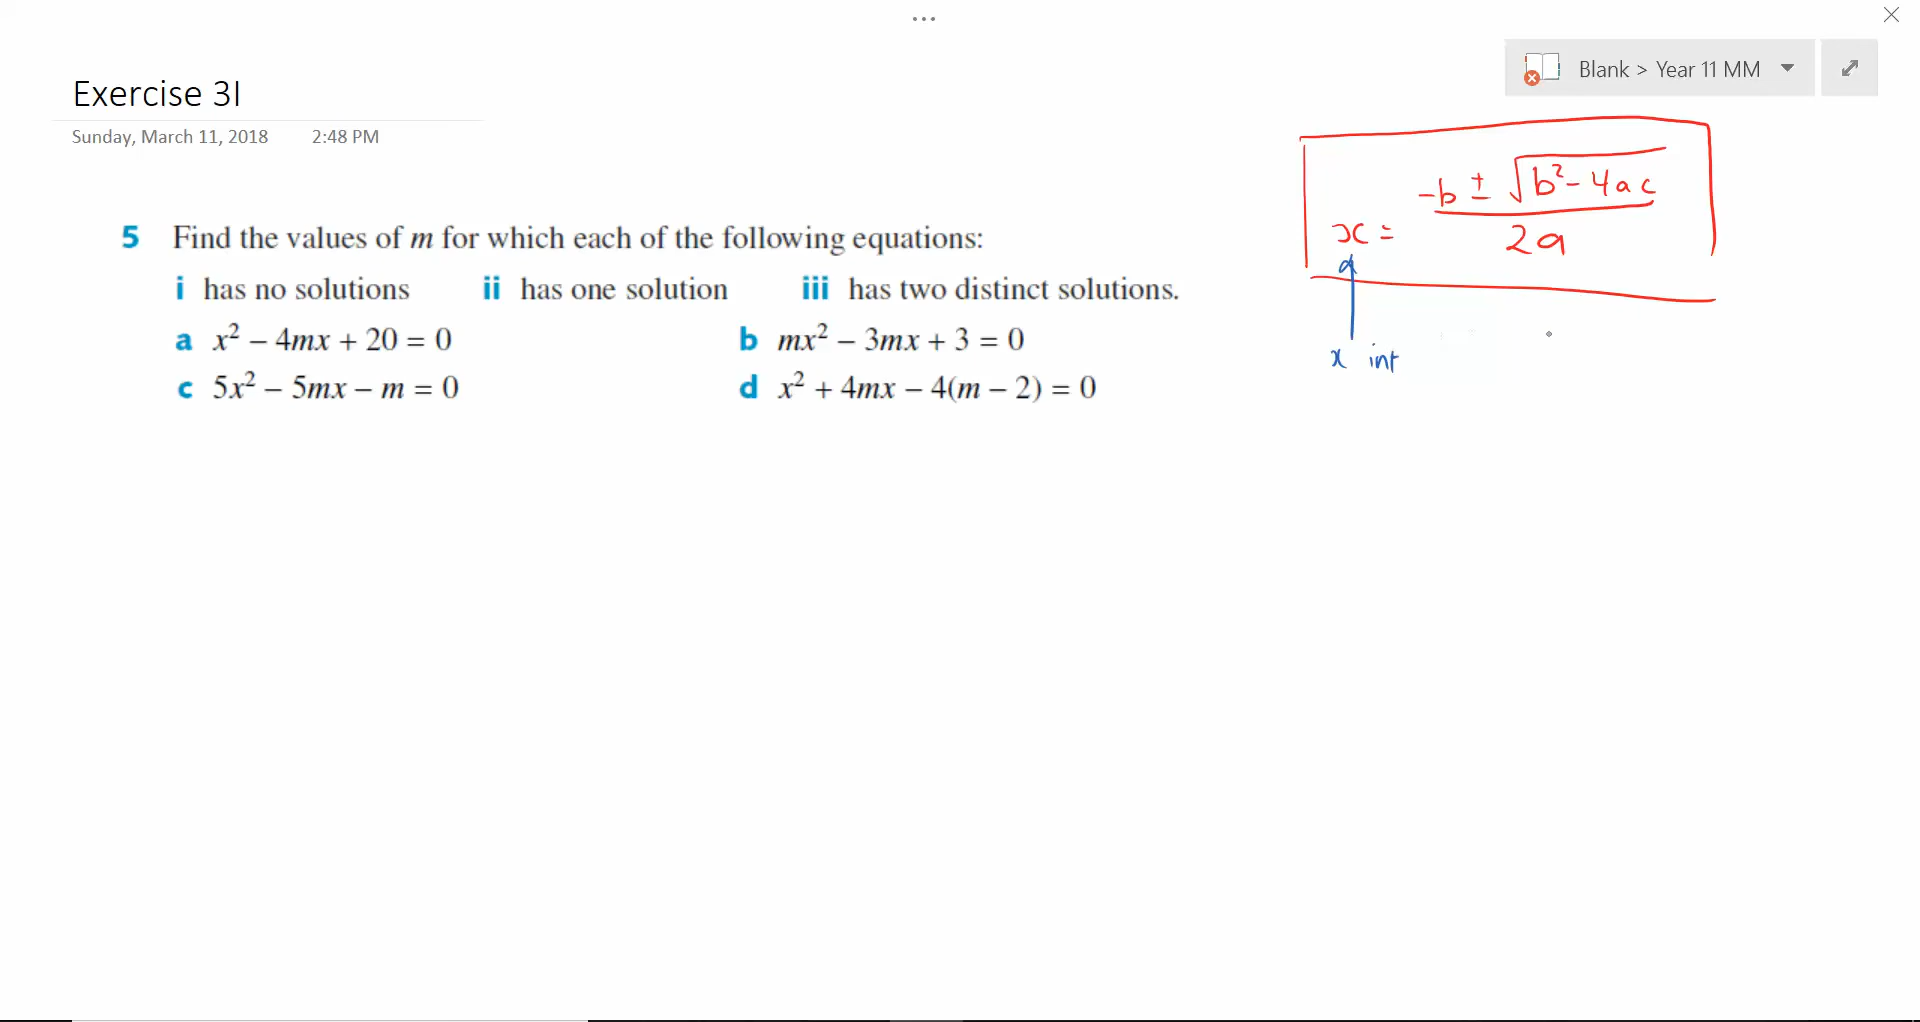 Blank > Year 11 MM
Exercise 3I
Sunday, March 11, 2018 2:48 PM
x = -b ± √b² - 4ac / 2a
x int
5 Find the values of m for which each of the following equations:
i has no solutions ii has one solution iii has two distinct solutions.
a x² – 4mx + 20 = 0 b mx² – 3mx + 3 = 0
c 5x² – 5mx – m = 0 d x² + 4mx – 4(m – 2) = 0